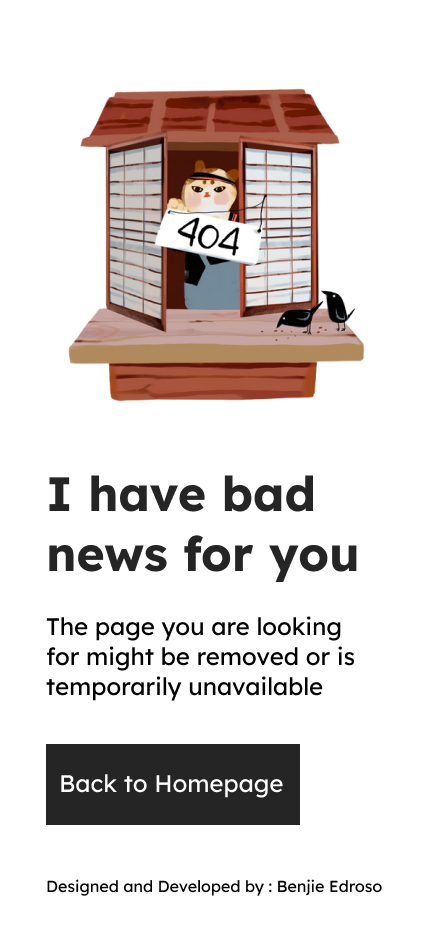 404
I have bad
news for you
The page you are looking
for might be removed or is
temporarily unavailable
Back to Homepage
Designed and Developed by : Benjie Edroso